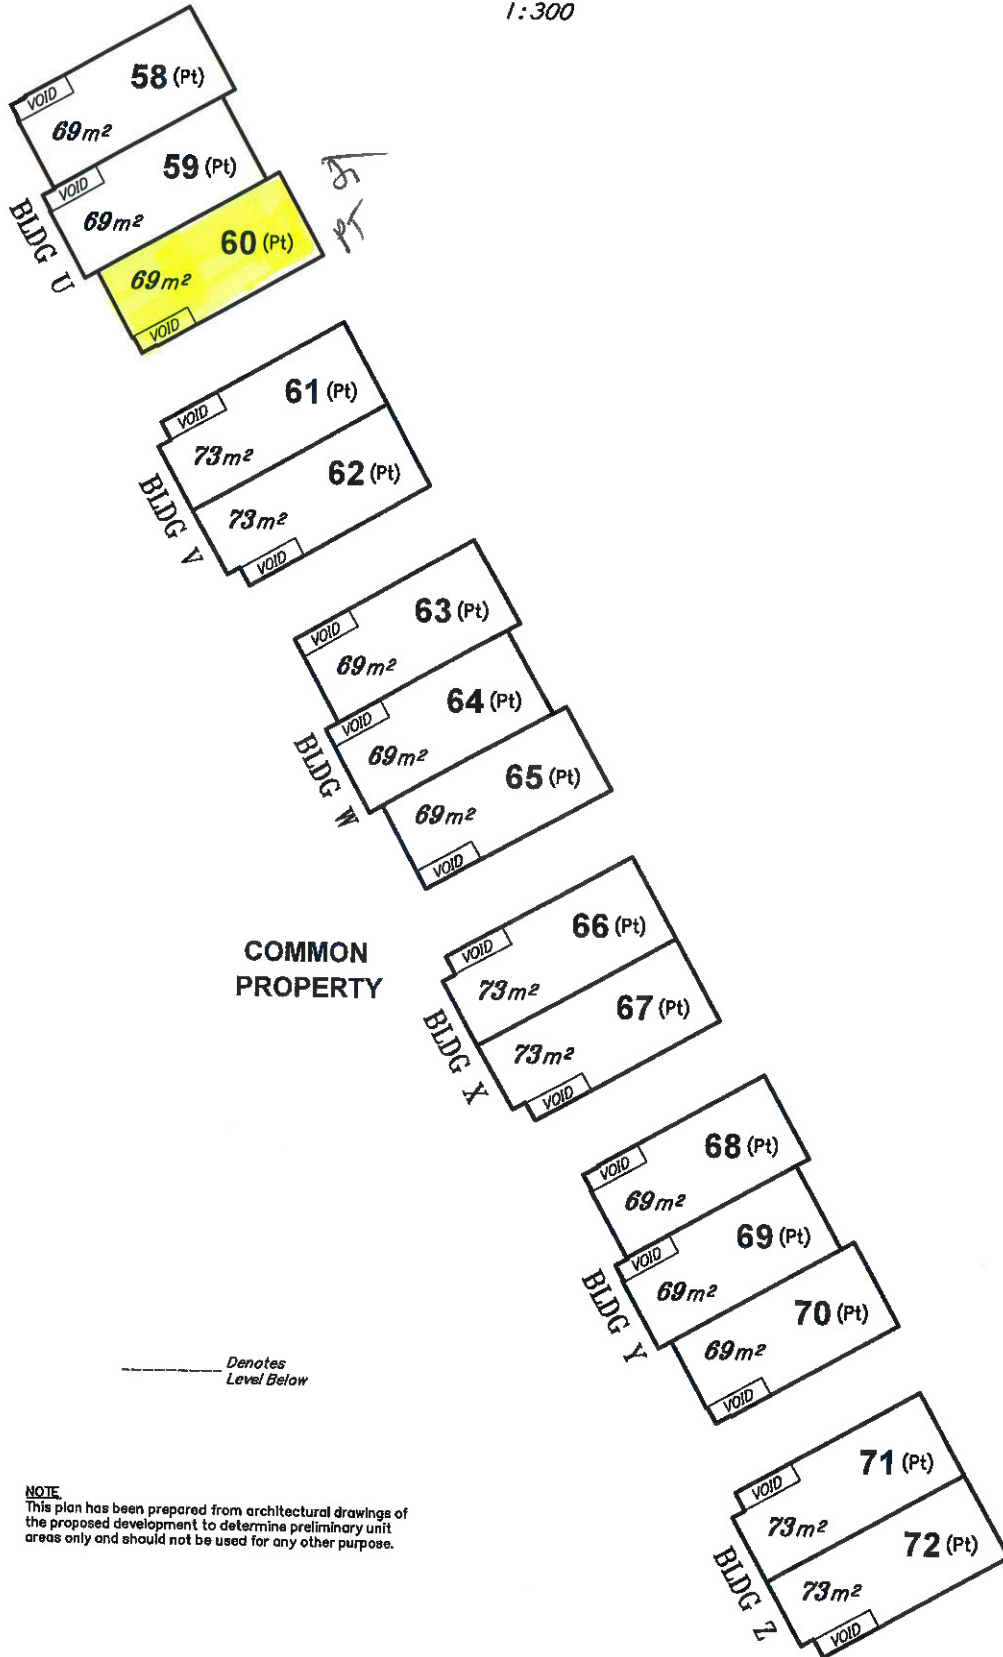 1:300
58 (Pt)
VOID
69m²
59 (Pt)
VOID
69m²
60 (Pt)
69m²
VOID
BLDG U
PT
61 (Pt)
VOID
73m²
62 (Pt)
73m²
VOID
BLDG V
63 (Pt)
VOID
69m²
64 (Pt)
VOID
69m²
65 (Pt)
69m²
VOID
BLDG W
COMMON
PROPERTY
66 (Pt)
VOID
73m²
67 (Pt)
73m²
VOID
BLDG X
68 (Pt)
VOID
69m²
69 (Pt)
VOID
69m²
70 (Pt)
69m²
VOID
BLDG Y
Denotes
Level Below
71 (Pt)
VOID
73m²
72 (Pt)
73m²
VOID
BLDG Z
NOTE
This plan has been prepared from architectural drawings of
the proposed development to determine preliminary unit
areas only and should not be used for any other purpose.